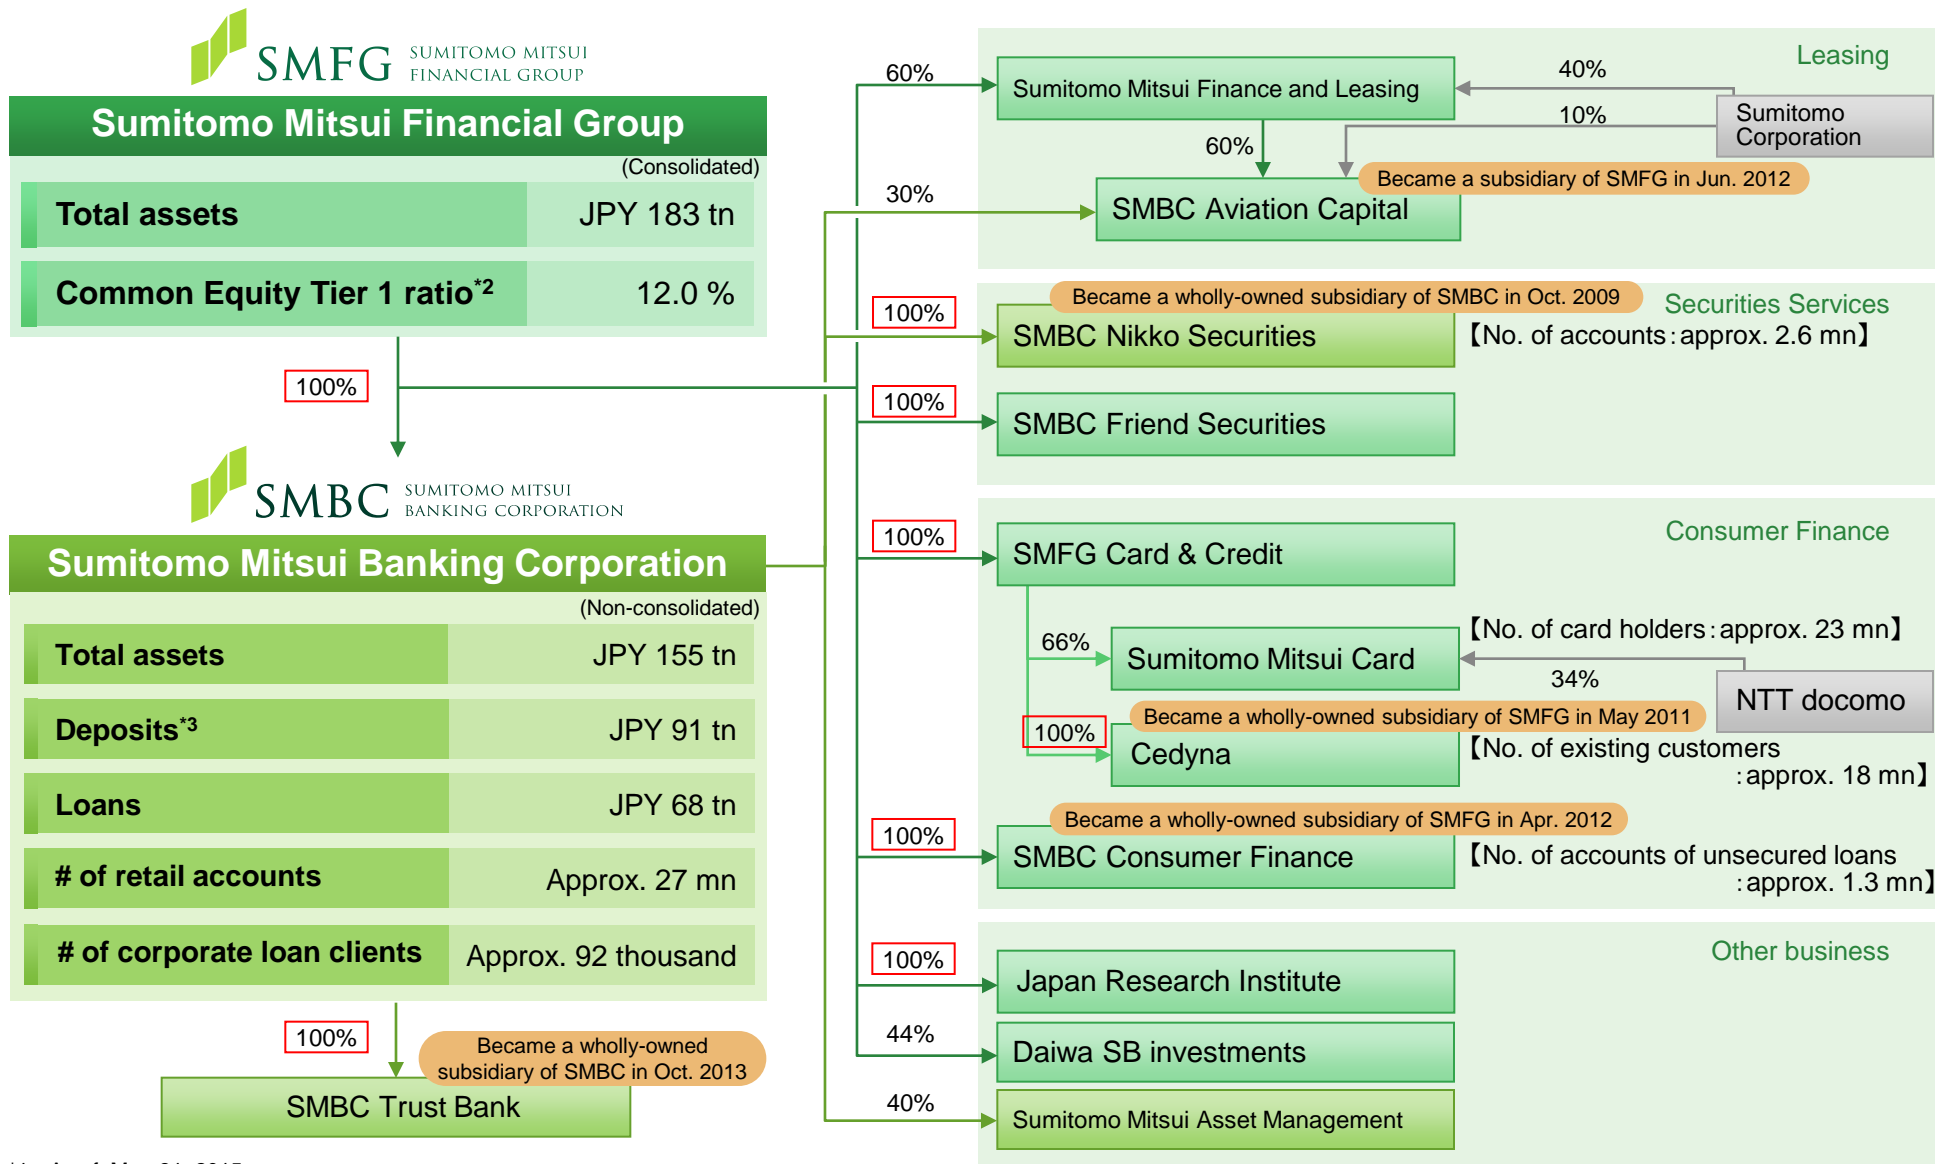 SMFG SUMITOMO MITSUI
FINANCIAL GROUP
Sumitomo Mitsui Financial Group
(Consolidated)
Total assets JPY 183 tn
Common Equity Tier 1 ratio*2 12.0 %
100%
SMBC SUMITOMO MITSUI
BANKING CORPORATION
Sumitomo Mitsui Banking Corporation
(Non-consolidated)
Total assets JPY 155 tn
Deposits*3 JPY 91 tn
Loans JPY 68 tn
# of retail accounts Approx. 27 mn
# of corporate loan clients Approx. 92 thousand
100%
Became a wholly-owned
subsidiary of SMBC in Oct. 2013
SMBC Trust Bank
Leasing
60%
Sumitomo Mitsui Finance and Leasing
40%
10%
Sumitomo
Corporation
60%
Became a subsidiary of SMFG in Jun. 2012
30%
SMBC Aviation Capital
Securities Services
Became a wholly-owned subsidiary of SMBC in Oct. 2009
100%
SMBC Nikko Securities
【No. of accounts:approx. 2.6 mn】
100%
SMBC Friend Securities
Consumer Finance
100%
SMFG Card & Credit
66%
Sumitomo Mitsui Card
【No. of card holders:approx. 23 mn】
34%
NTT docomo
Became a wholly-owned subsidiary of SMFG in May 2011
100%
Cedyna
【No. of existing customers
:approx. 18 mn】
Became a wholly-owned subsidiary of SMFG in Apr. 2012
100%
SMBC Consumer Finance
【No. of accounts of unsecured loans
:approx. 1.3 mn】
Other business
100%
Japan Research Institute
44%
Daiwa SB investments
40%
Sumitomo Mitsui Asset Management